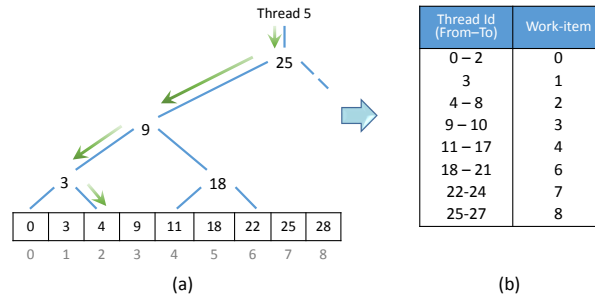 Thread 5
25
9
3
18
0 3 4 9 11 18 22 25 28
0 1 2 3 4 5 6 7 8
(a)
Thread Id (From–To) Work-item
0 – 2 0
3 1
4 – 8 2
9 – 10 3
11 – 17 4
18 – 21 6
22-24 7
25-27 8
(b)